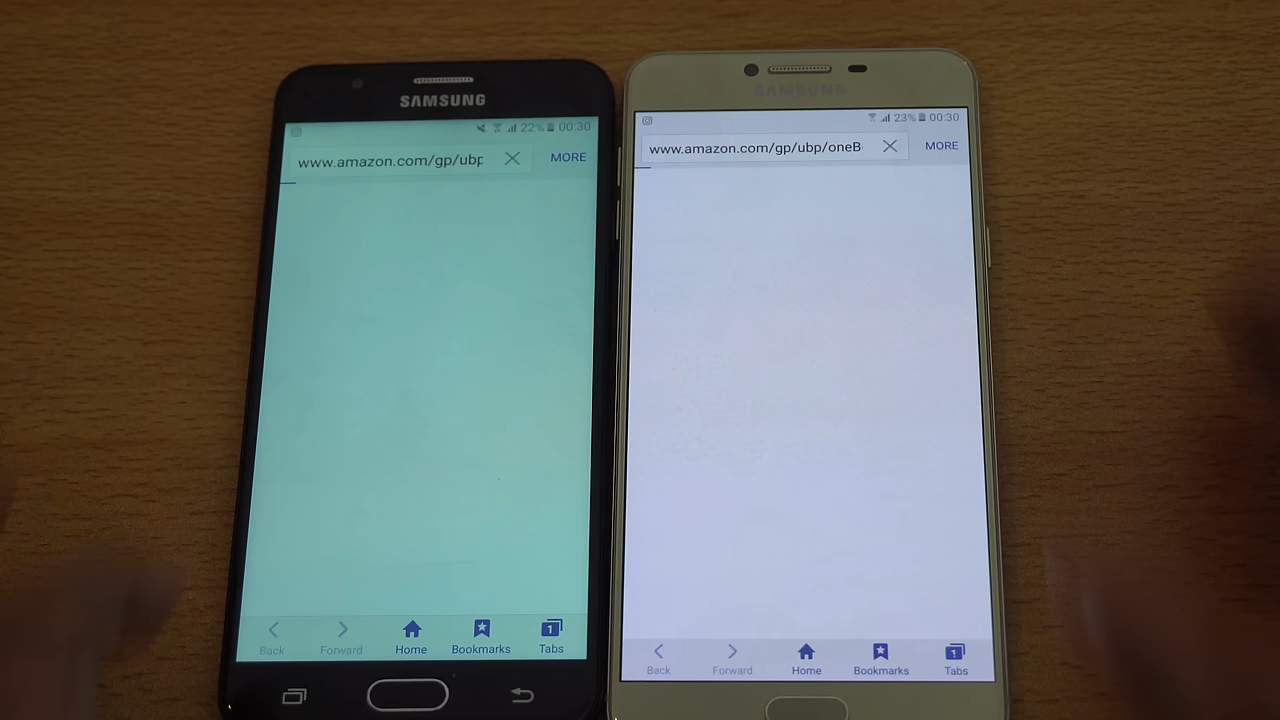 SAMSUNG
22% 00:30
www.amazon.com/gp/ubp
MORE
Back
Forward
Home
Bookmarks
1
Tabs
SAMSUNG
23% 00:30
www.amazon.com/gp/ubp/oneB
MORE
Back
Forward
Home
Bookmarks
1
Tabs